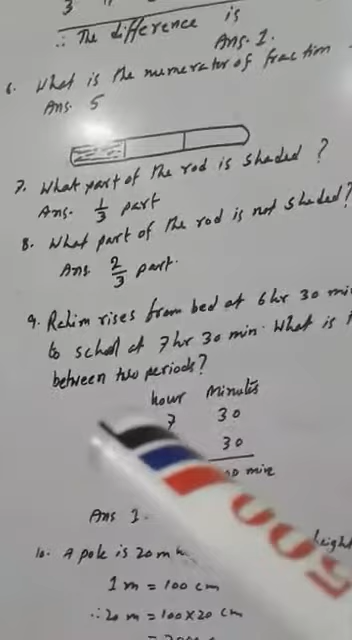 3
∴ The difference is
Ans. 1.
6. What is the numerator of fraction
Ans. 5
7. What part of the rod is shaded?
Ans. 1/3 part
8. What part of the rod is not shaded?
Ans 2/3 part.
9. Rahim rises from bed at 6 hr 30 min
to school at 7 hr 30 min. What is
between two periods?
hour Minutes
7 30
30
min
Ans 1.
10. A pole is 20 m height
1 m = 100 cm
∴ 20 m = 100 x 20 cm